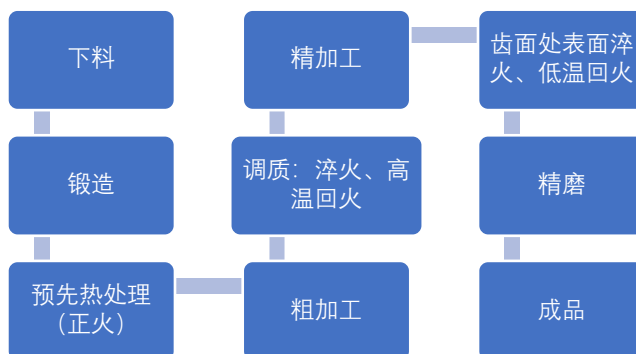 下料
锻造
预先热处理
（正火）
粗加工
调质：淬火、高
温回火
精加工
齿面处表面淬
火、低温回火
精磨
成品